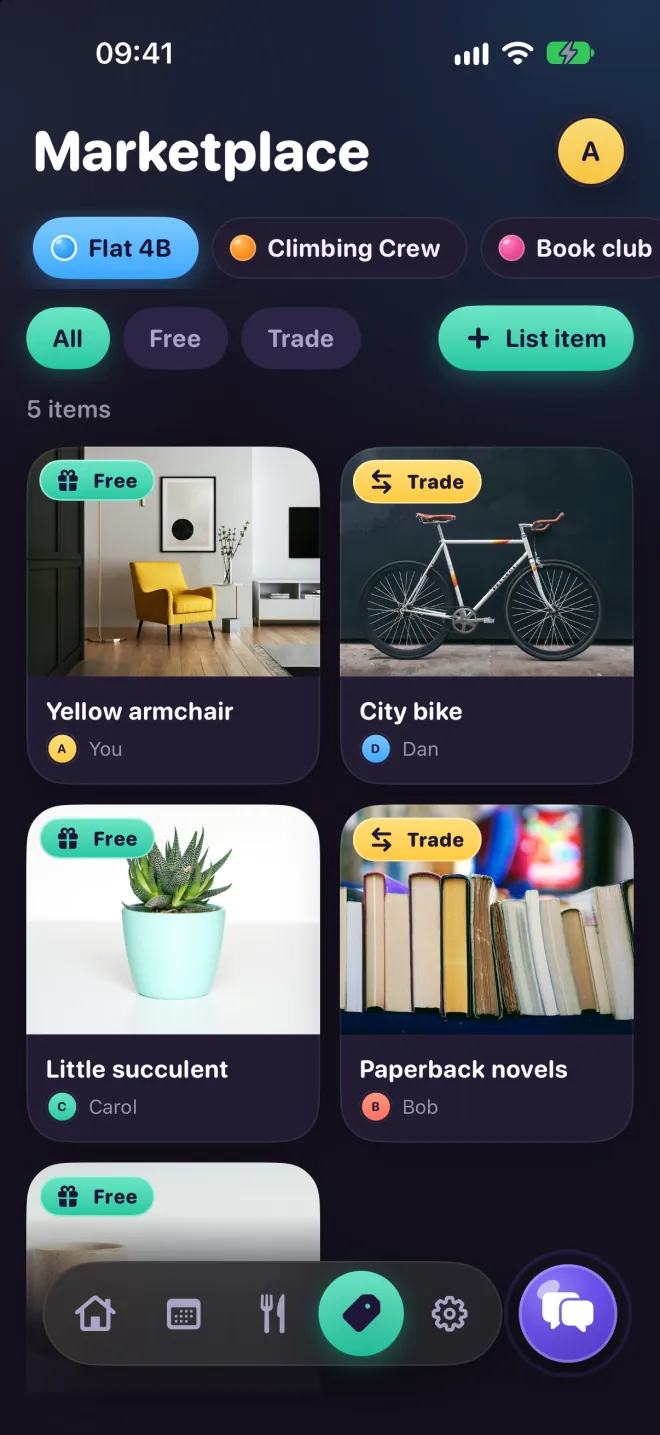 09:41
Marketplace
A
Flat 4B
Climbing Crew
Book club
All
Free
Trade
+ List item
5 items
Free
Trade
Yellow armchair
A You
City bike
D Dan
Free
Trade
Little succulent
C Carol
Paperback novels
B Bob
Free